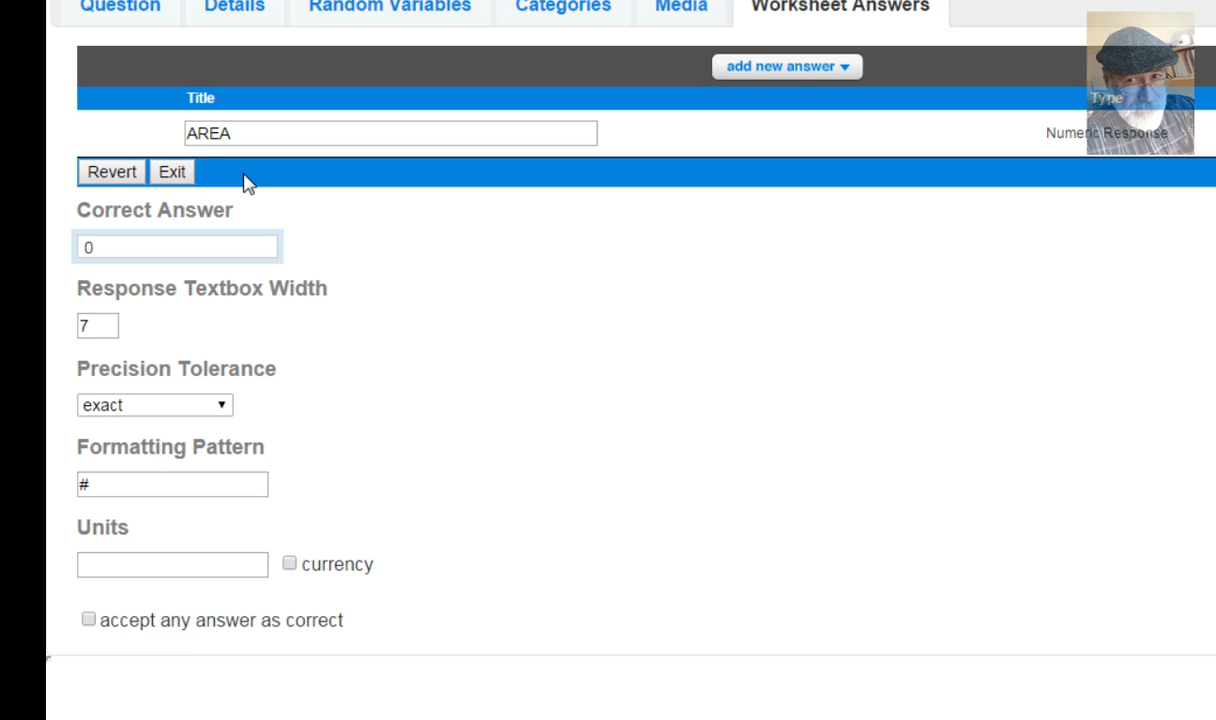 Question Details Random Variables Categories Media Worksheet Answers
add new answer
Title Type
AREA Numeric Response
Revert Exit
Correct Answer
0
Response Textbox Width
7
Precision Tolerance
exact
Formatting Pattern
#
Units
currency
accept any answer as correct